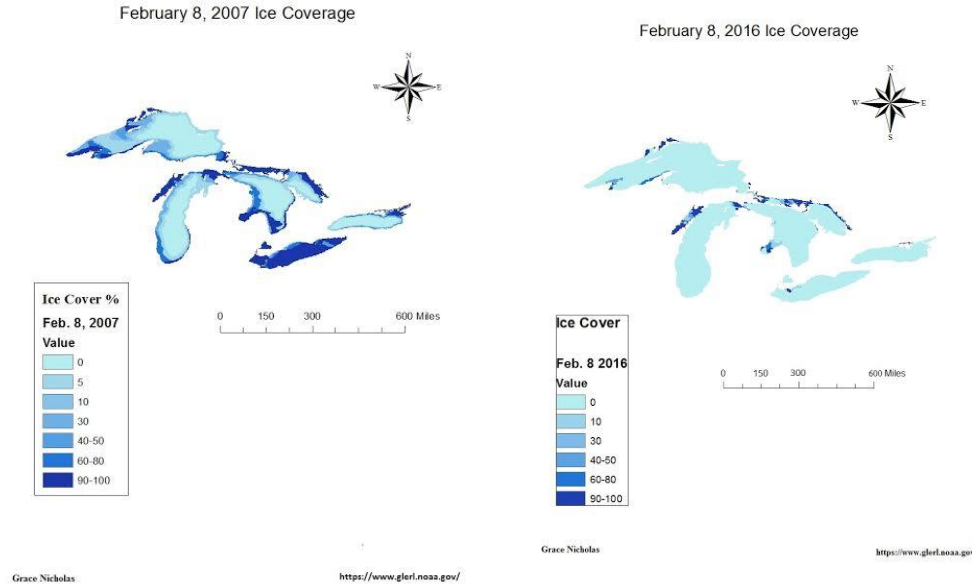 February 8, 2007 Ice Coverage
N
W
E
S
Ice Cover %
Feb. 8, 2007
Value
0
5
10
30
40-50
60-80
90-100
0 150 300 600 Miles
Grace Nicholas
https://www.glerl.noaa.gov/
February 8, 2016 Ice Coverage
N
W
E
S
Ice Cover
Feb. 8 2016
Value
0
10
30
40-50
60-80
90-100
0 150 300 600 Miles
Grace Nicholas
https://www.glerl.noaa.gov